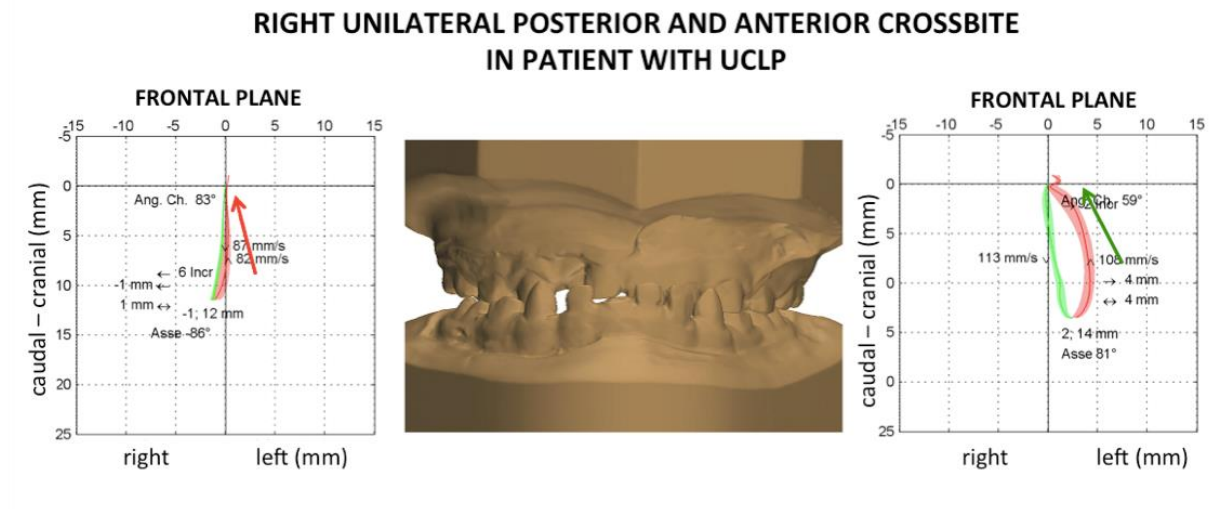 RIGHT UNILATERAL POSTERIOR AND ANTERIOR CROSSBITE
IN PATIENT WITH UCLP
FRONTAL PLANE
-15 -10 -5 0 5 10 15
-5
0
5
10
15
20
25
caudal – cranial (mm)
Ang. Ch. 83°
87 mm/s
82 mm/s
6 Incr
-1 mm
1 mm
-1; 12 mm
Asse -86°
right left (mm)
FRONTAL PLANE
-15 -10 -5 0 5 10 15
-5
0
5
0
5
0
25
caudal – cranial (mm)
Ang. Ch. 59°
2 Incr
113 mm/s
108 mm/s
4 mm
4 mm
2; 14 mm
Asse 81°
right left (mm)